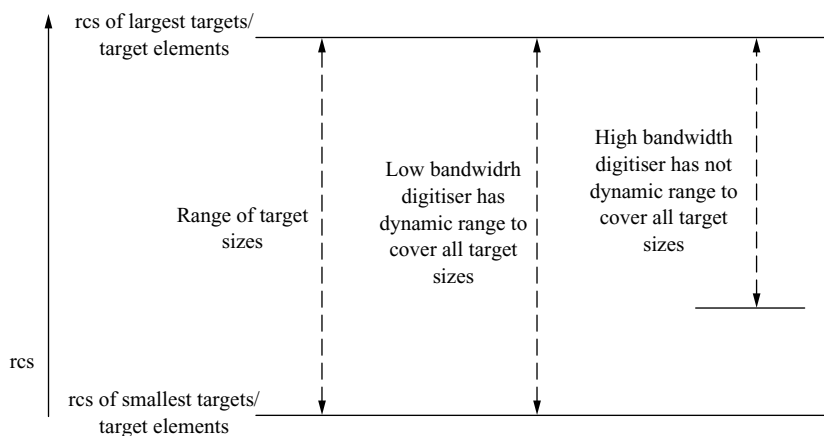 rcs of largest targets/
target elements
High bandwidth
digitiser has not
dynamic range to
cover all target
sizes
Low bandwidrh
digitiser has
dynamic range to
cover all target
sizes
Range of target
sizes
rcs
rcs of smallest targets/
target elements